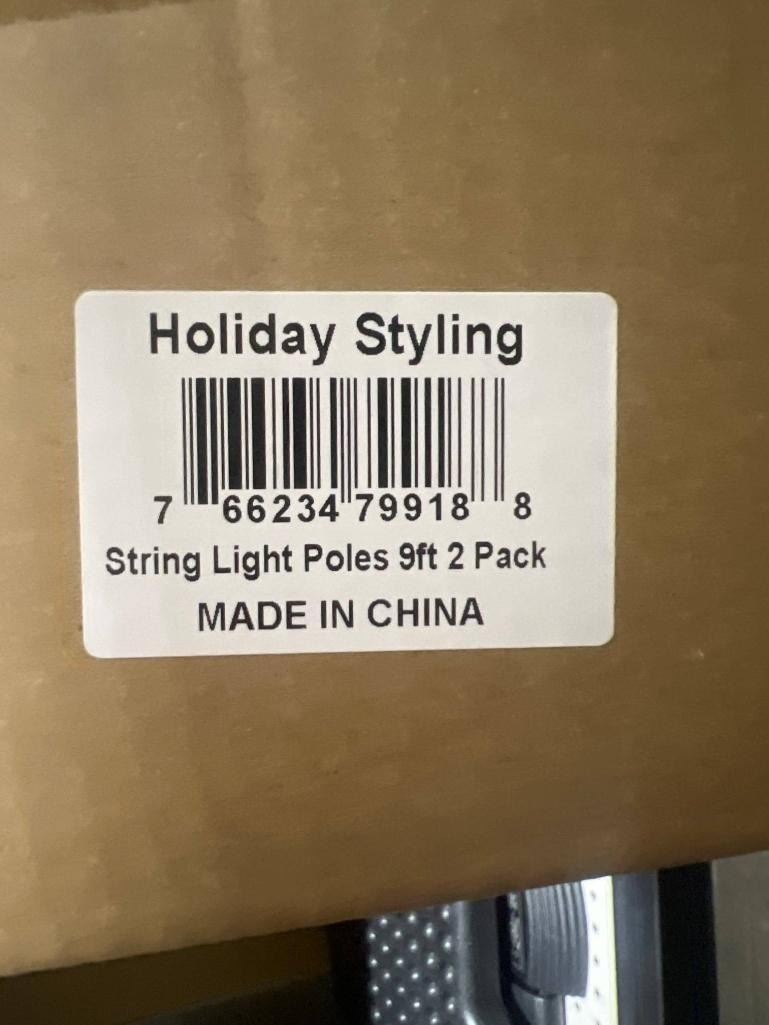 Holiday Styling
7 66234 79918 8
String Light Poles 9ft 2 Pack
MADE IN CHINA